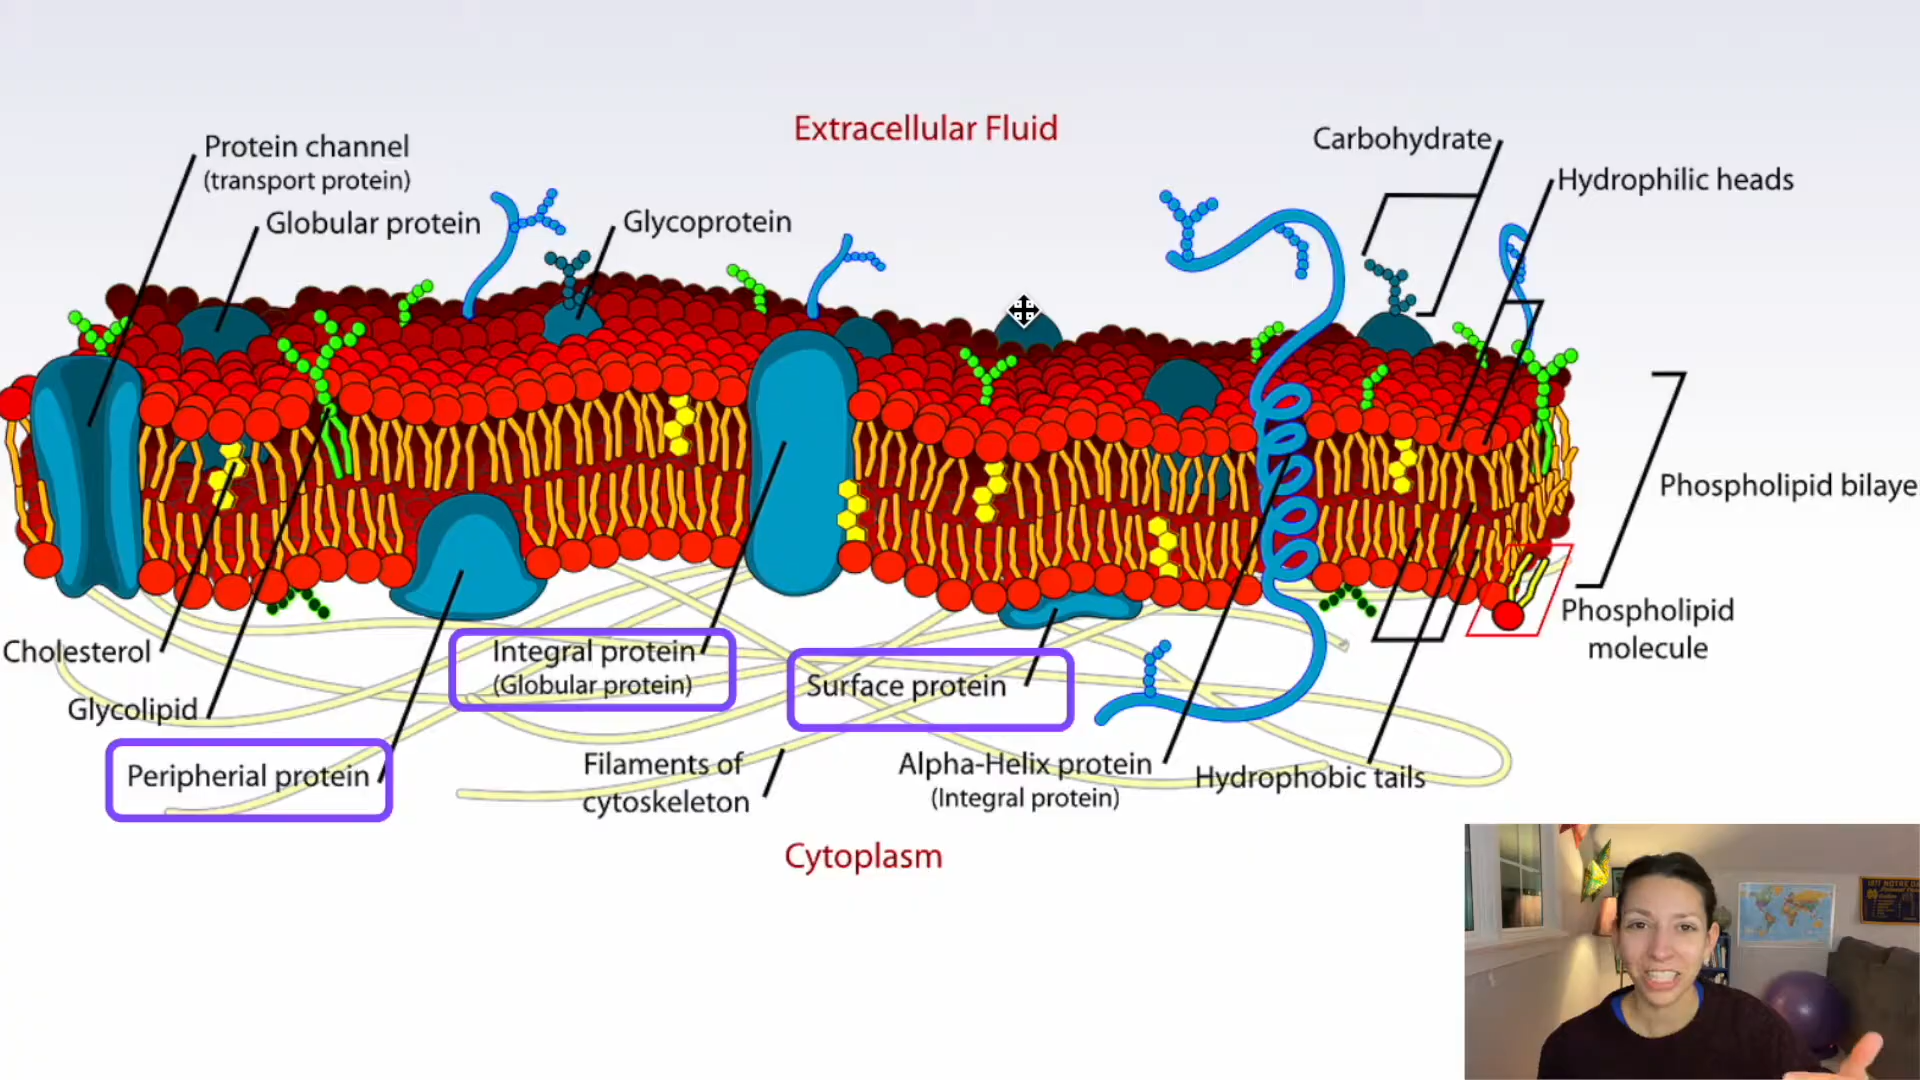 Extracellular Fluid
Protein channel
(transport protein)
Globular protein
Glycoprotein
Carbohydrate
Hydrophilic heads
Phospholipid bilaye
Phospholipid
molecule
Cholesterol
Glycolipid
Peripherial protein
Integral protein
(Globular protein)
Surface protein
Filaments of
cytoskeleton
Alpha-Helix protein
(Integral protein)
Hydrophobic tails
Cytoplasm